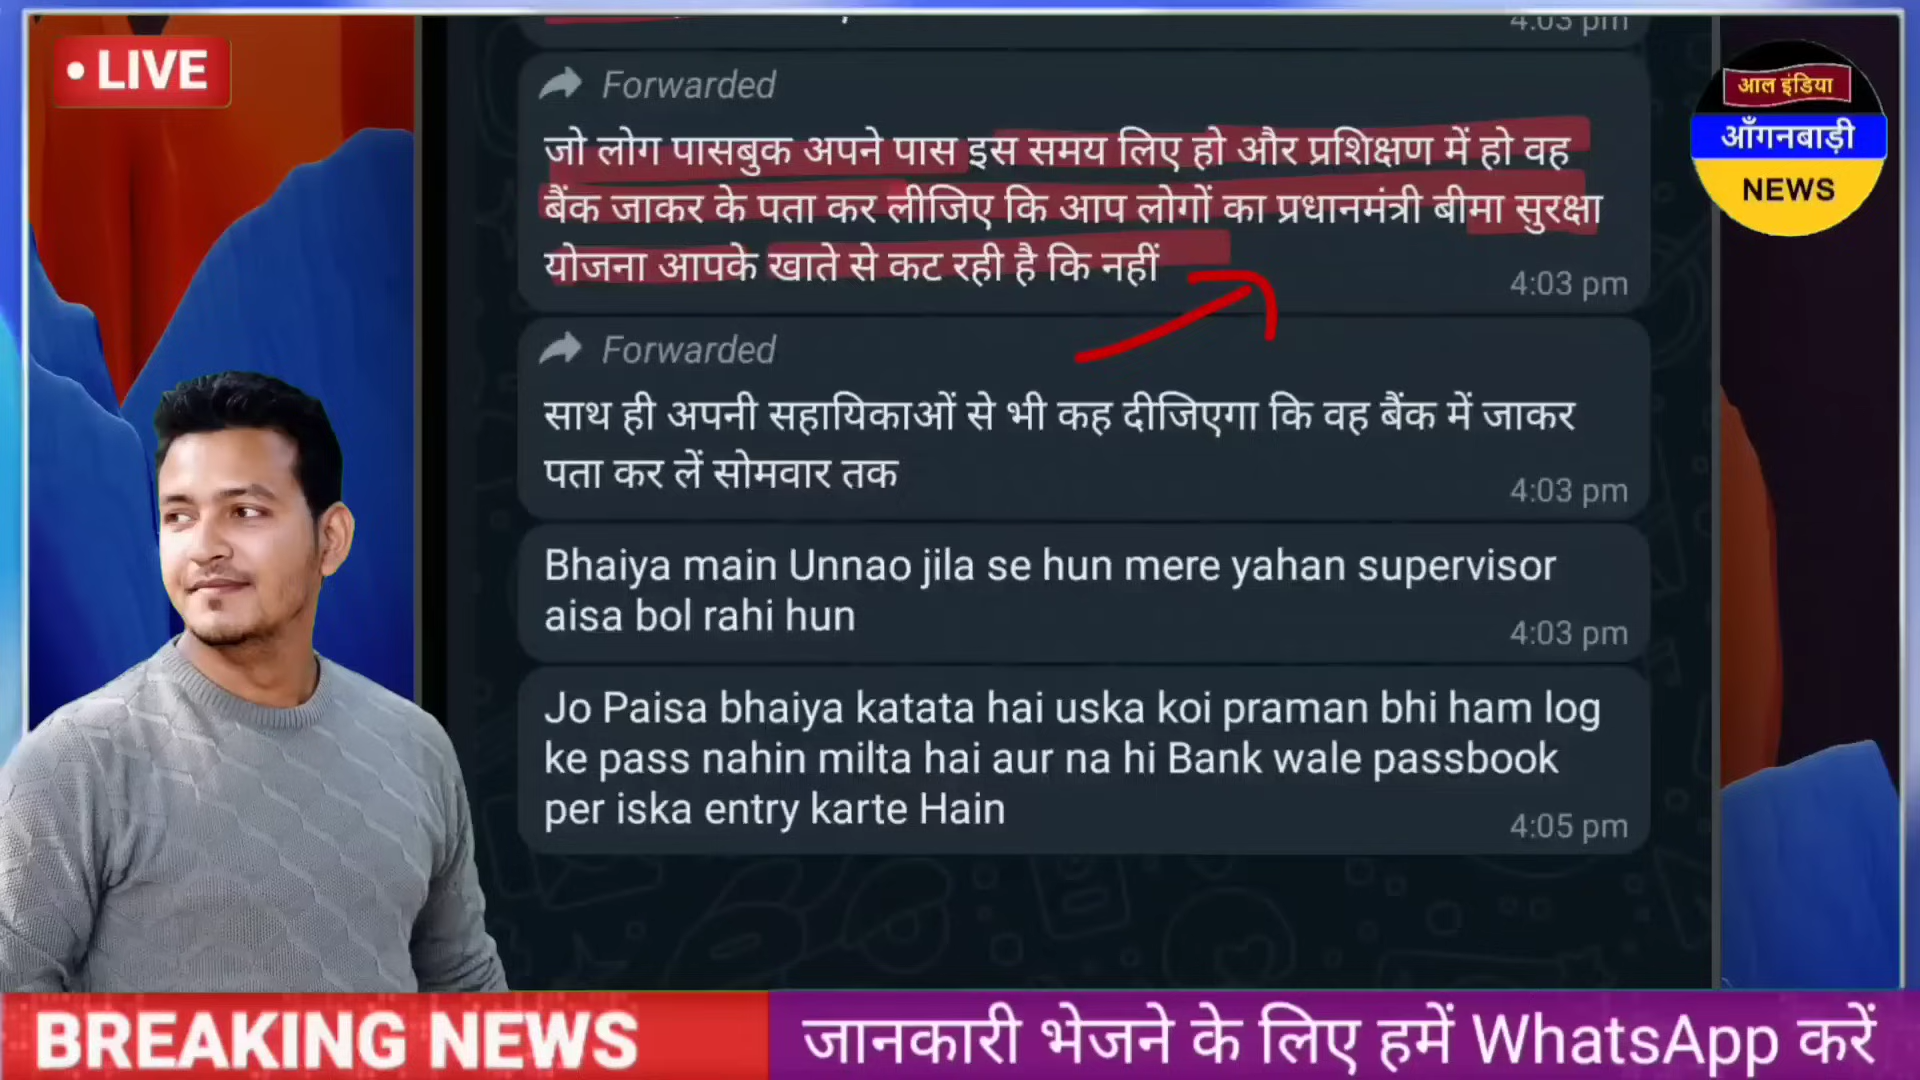 • LIVE
4:03 pm
Forwarded
जो लोग पासबुक अपने पास इस समय लिए हो और प्रशिक्षण में हो वह
बैंक जाकर के पता कर लीजिए कि आप लोगों का प्रधानमंत्री बीमा सुरक्षा
योजना आपके खाते से कट रही है कि नहीं
4:03 pm
Forwarded
साथ ही अपनी सहायिकाओं से भी कह दीजिएगा कि वह बैंक में जाकर
पता कर लें सोमवार तक
4:03 pm
Bhaiya main Unnao jila se hun mere yahan supervisor
aisa bol rahi hun
4:03 pm
Jo Paisa bhaiya katata hai uska koi praman bhi ham log
ke pass nahin milta hai aur na hi Bank wale passbook
per iska entry karte Hain
4:05 pm
आल इंडिया
आँगनबाड़ी
NEWS
BREAKING NEWS
जानकारी भेजने के लिए हमें WhatsApp करें